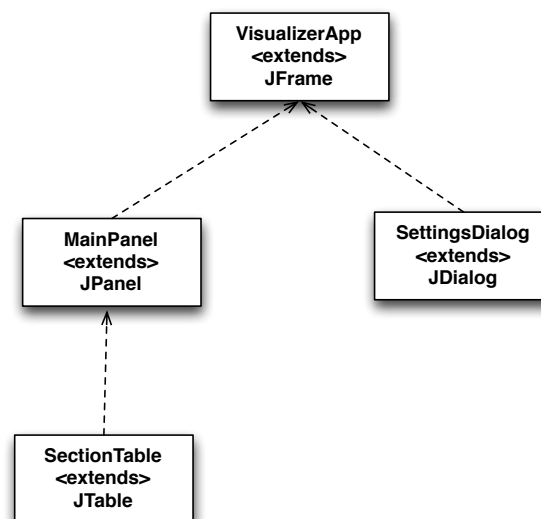 VisualizerApp
<extends>
JFrame
MainPanel
<extends>
JPanel
SettingsDialog
<extends>
JDialog
SectionTable
<extends>
JTable